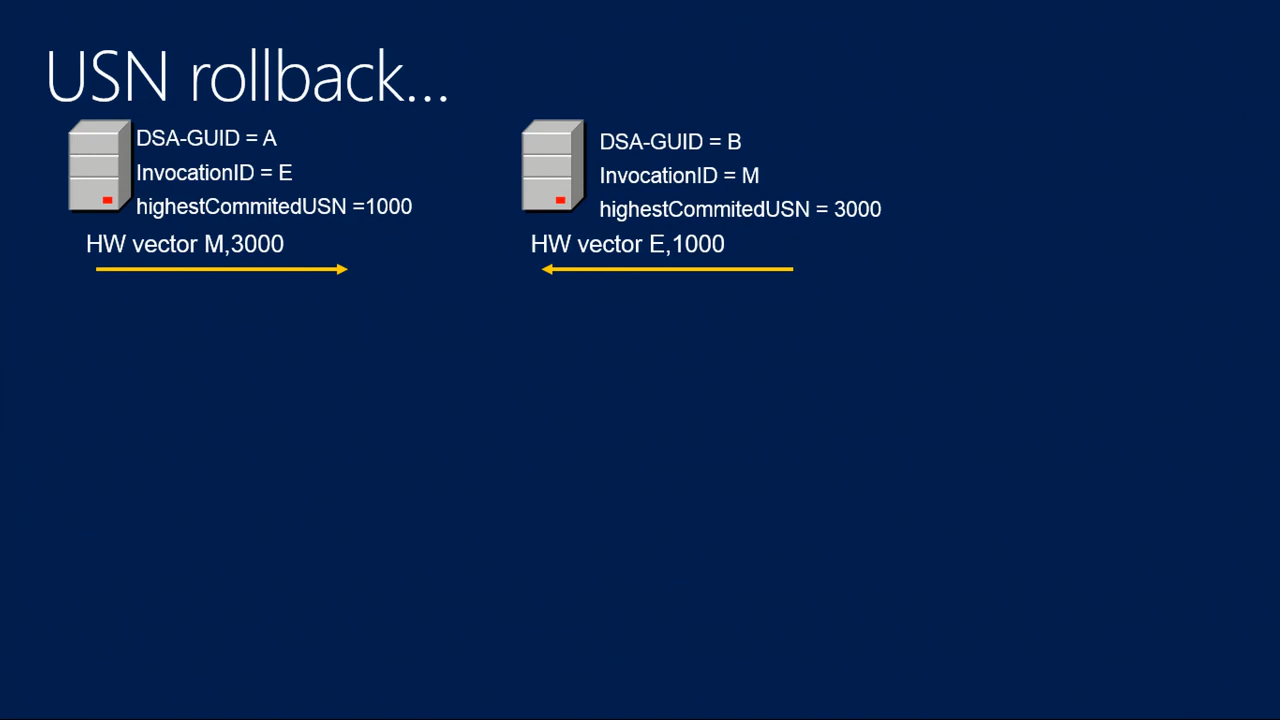 USN rollback...
DSA-GUID = A
InvocationID = E
highestCommitedUSN =1000
HW vector M,3000
DSA-GUID = B
InvocationID = M
highestCommitedUSN = 3000
HW vector E,1000